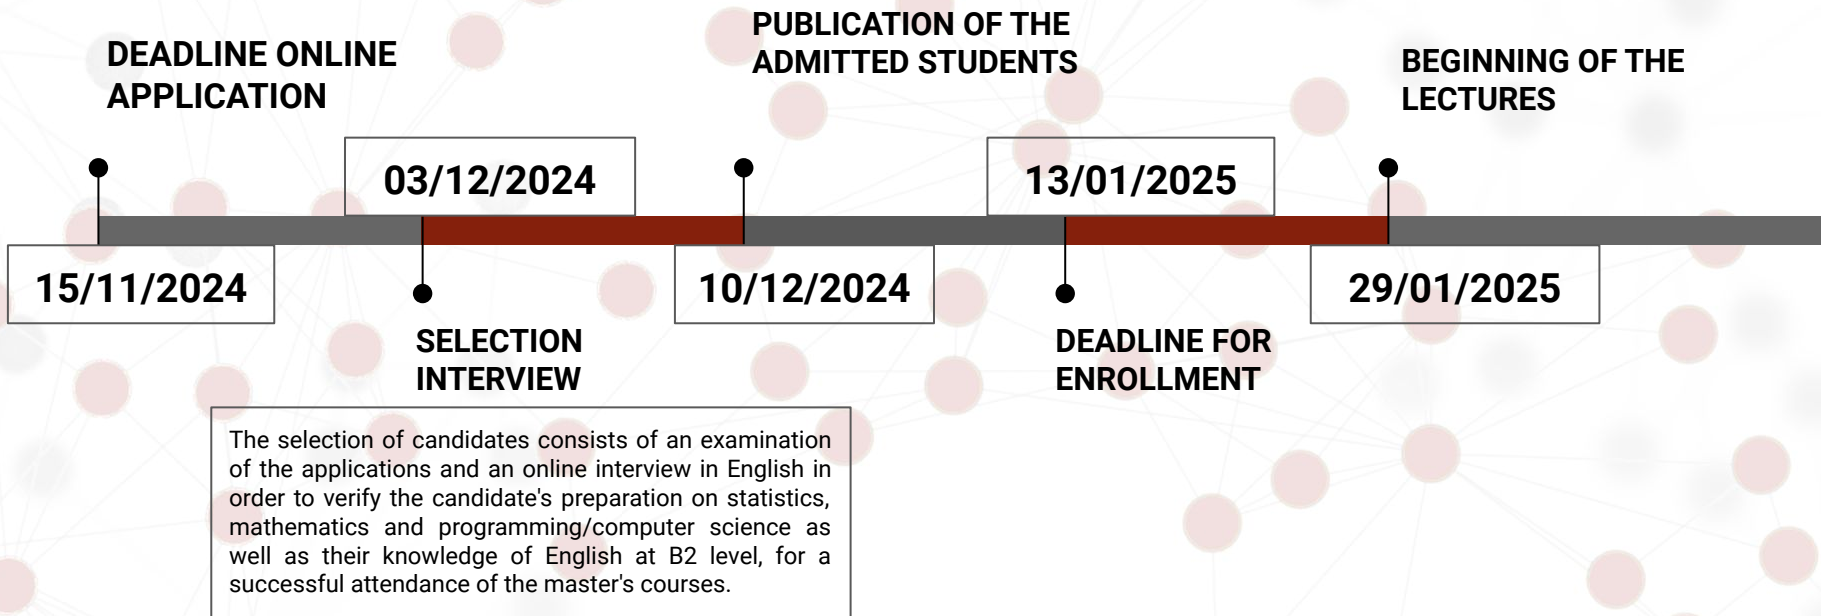 DEADLINE ONLINE
APPLICATION
15/11/2024
03/12/2024
SELECTION
INTERVIEW
The selection of candidates consists of an examination
of the applications and an online interview in English in
order to verify the candidate's preparation on statistics,
mathematics and programming/computer science as
well as their knowledge of English at B2 level, for a
successful attendance of the master's courses.
PUBLICATION OF THE
ADMITTED STUDENTS
10/12/2024
13/01/2025
DEADLINE FOR
ENROLLMENT
BEGINNING OF THE
LECTURES
29/01/2025